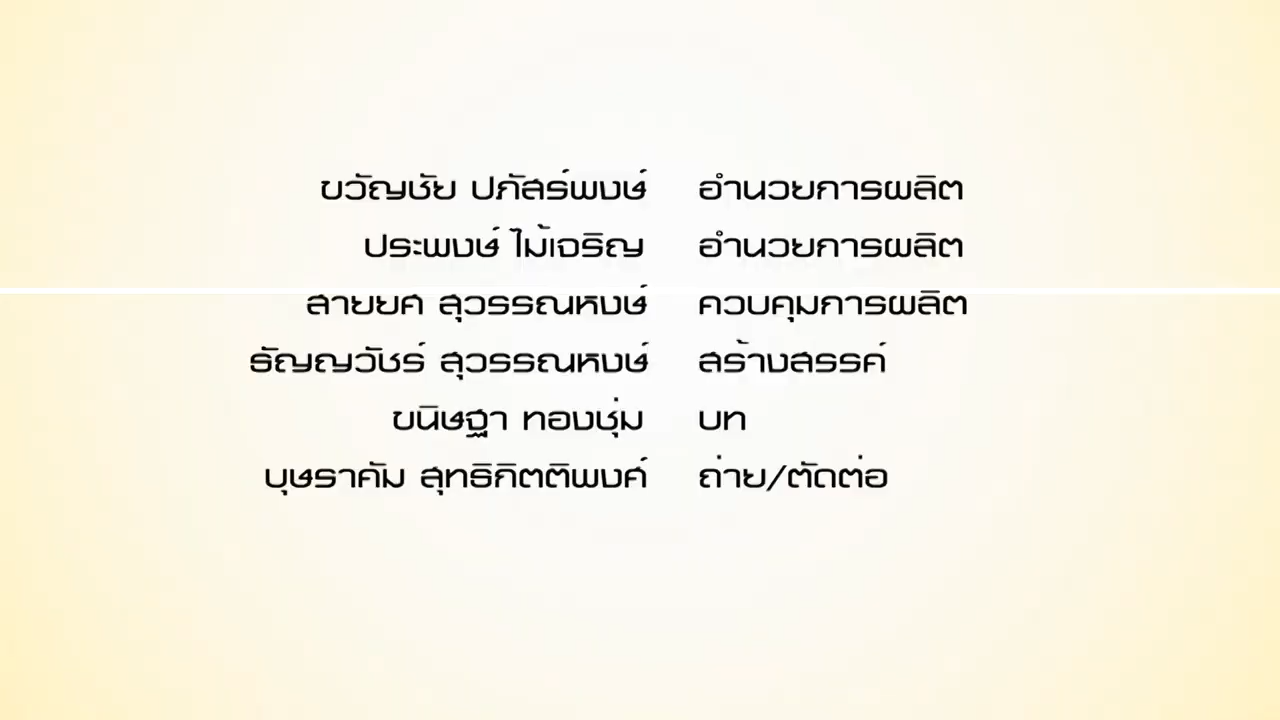 ขวัญชัย ปภัสร์พงษ์ อำนวยการผลิต
ประพงษ์ ไม้เจริญ อำนวยการผลิต
สายยศ สุวรรณหงษ์ ควบคุมการผลิต
ธัญญวัชร์ สุวรรณหงษ์ สร้างสรรค์
ขนิษฐา ทองชุ่ม บท
บุษราคัม สุทธิกิตติพงศ์ ถ่าย/ตัดต่อ